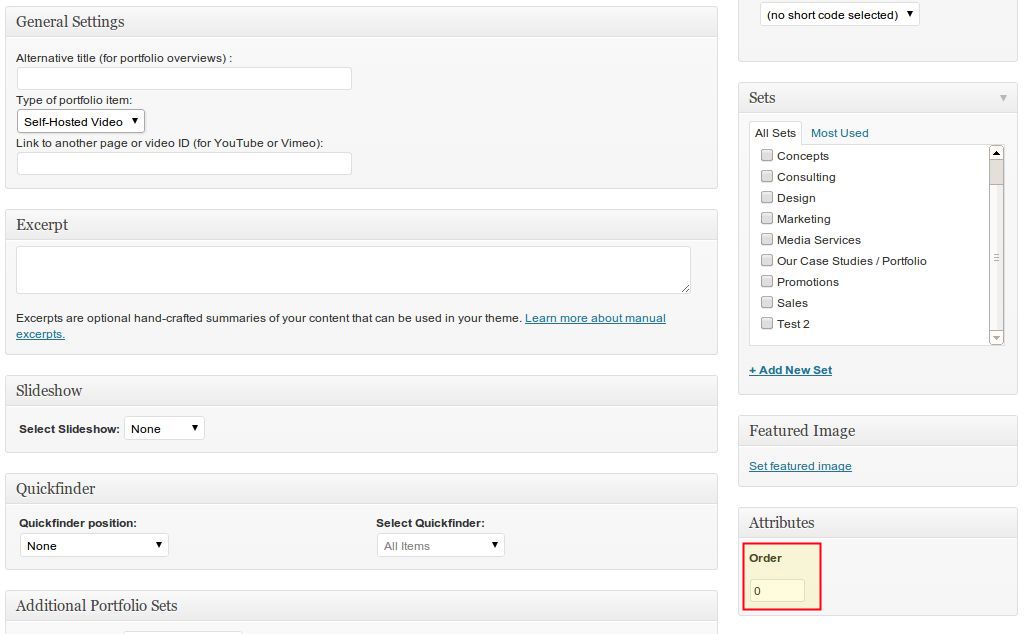 General Settings
Alternative title (for portfolio overviews) :
Type of portfolio item:
Self-Hosted Video
Link to another page or video ID (for YouTube or Vimeo):
Excerpt
Excerpts are optional hand-crafted summaries of your content that can be used in your theme. Learn more about manual
excerpts.
Slideshow
Select Slideshow: None
Quickfinder
Quickfinder position: Select Quickfinder:
None All Items
Additional Portfolio Sets
(no short code selected)
Sets
All Sets Most Used
Concepts
Consulting
Design
Marketing
Media Services
Our Case Studies / Portfolio
Promotions
Sales
Test 2
+ Add New Set
Featured Image
Set featured image
Attributes
Order
0